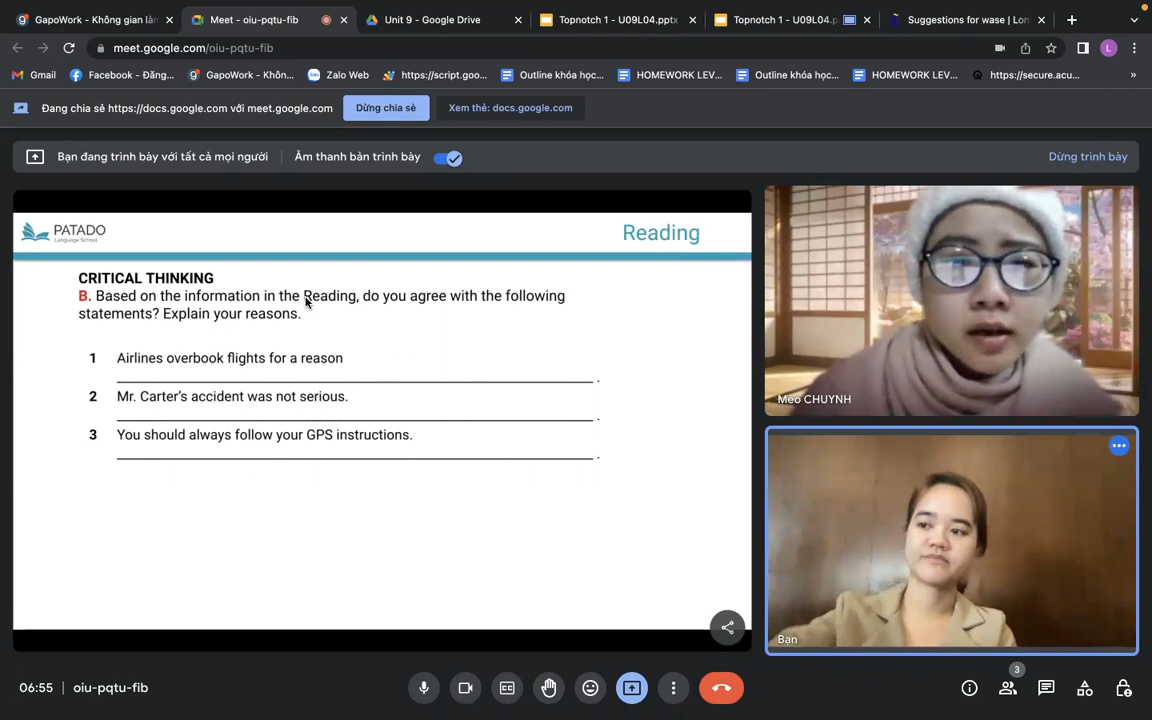 GapoWork - Không gian làn
Meet - oiu-pqtu-fib
Unit 9 - Google Drive
Topnotch 1 - U09L04.pptx
Topnotch 1 - U09L04.p
Suggestions for wase | Lon
meet.google.com/oiu-pqtu-fib
L
Gmail
Facebook - Đăng...
GapoWork - Khôn...
Zalo Web
https://script.goo...
Outline khóa học...
HOMEWORK LEV...
Outline khóa học...
HOMEWORK LEV...
https://secure.acu...
»
Đang chia sẻ https://docs.google.com với meet.google.com
Dừng chia sẻ
Xem thẻ: docs.google.com
Bạn đang trình bày với tất cả mọi người
Âm thanh bản trình bày
Dừng trình bày
PATADO
Language School
Reading
CRITICAL THINKING
B. Based on the information in the Reading, do you agree with the following
statements? Explain your reasons.
1 Airlines overbook flights for a reason
.
2 Mr. Carter's accident was not serious.
.
3 You should always follow your GPS instructions.
.
Mèo CHUYNH
Bạn
06:55 | oiu-pqtu-fib
3